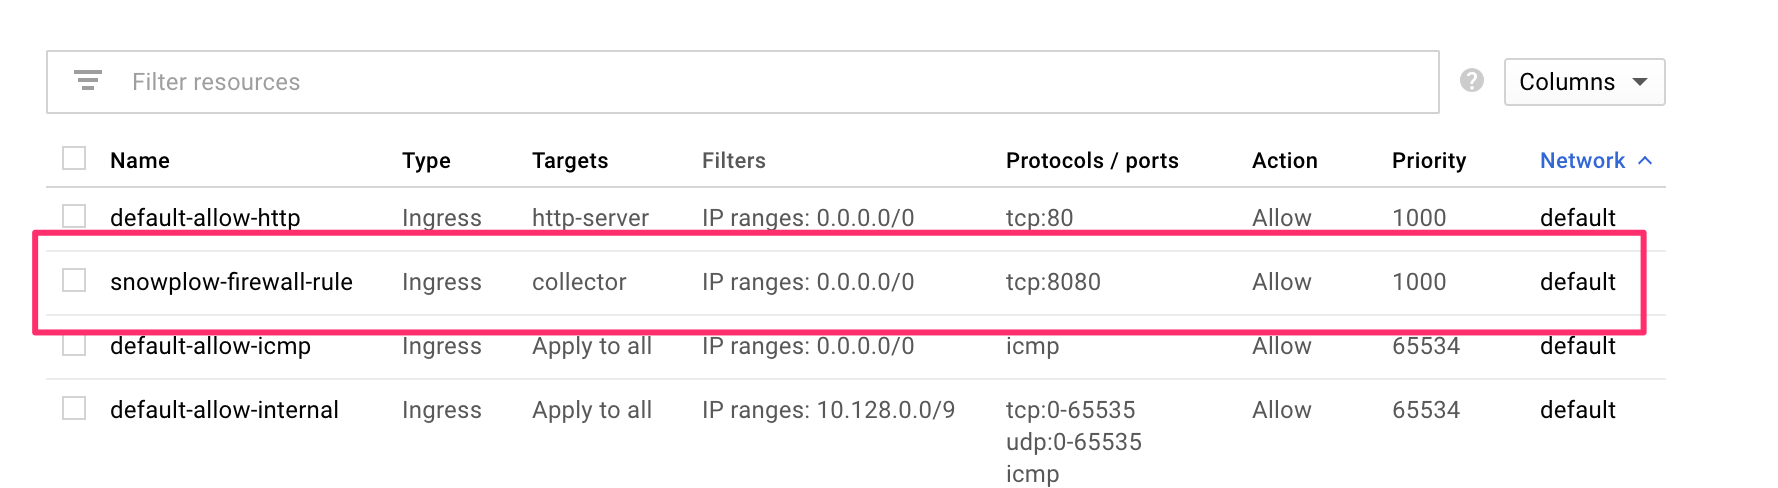 Filter resources
Columns
Name Type Targets Filters Protocols / ports Action Priority Network
default-allow-http Ingress http-server IP ranges: 0.0.0.0/0 tcp:80 Allow 1000 default
snowplow-firewall-rule Ingress collector IP ranges: 0.0.0.0/0 tcp:8080 Allow 1000 default
default-allow-icmp Ingress Apply to all IP ranges: 0.0.0.0/0 icmp Allow 65534 default
default-allow-internal Ingress Apply to all IP ranges: 10.128.0.0/9 tcp:0-65535 Allow 65534 default
udp:0-65535
icmp